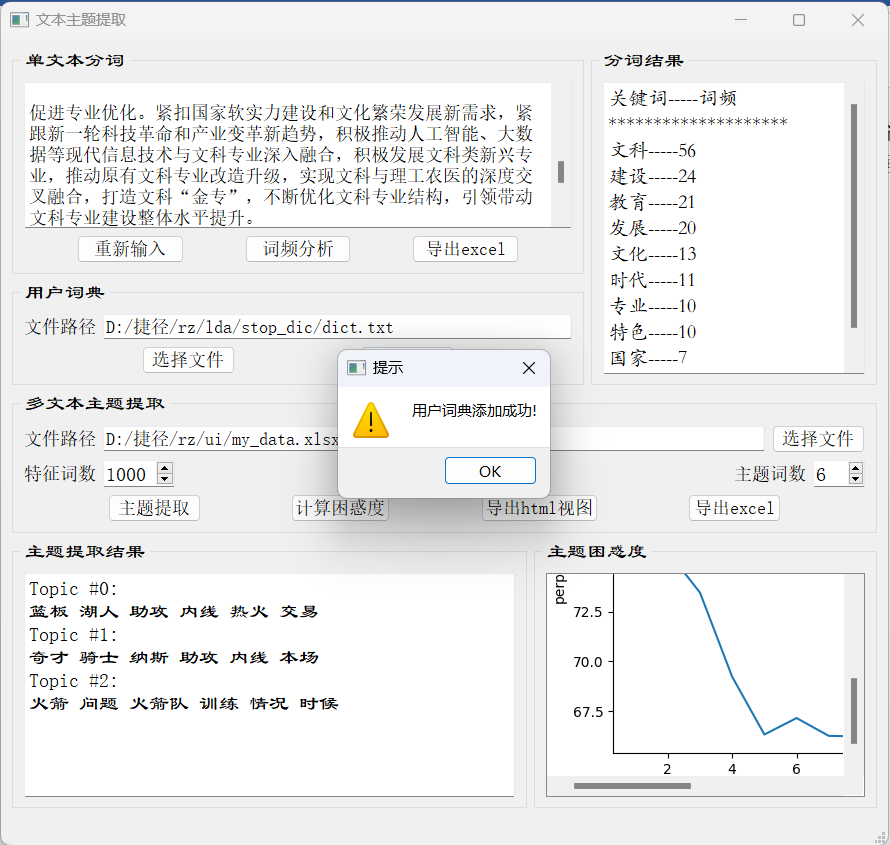 文本主题提取
单文本分词
促进专业优化。紧扣国家软实力建设和文化繁荣发展新需求，紧
跟新一轮科技革命和产业变革新趋势，积极推动人工智能、大数
据等现代信息技术与文科专业深入融合，积极发展文科类新兴专
业，推动原有文科专业改造升级，实现文科与理工农医的深度交
叉融合，打造文科“金专”，不断优化文科专业结构，引领带动
文科专业建设整体水平提升。
重新输入 词频分析 导出excel
分词结果
关键词-----词频
********************
文科-----56
建设-----24
教育-----21
发展-----20
文化-----13
时代-----11
专业-----10
特色-----10
国家-----7
用户词典
文件路径 D:/捷径/rz/lda/stop_dic/dict.txt
选择文件
提示
用户词典添加成功!
OK
多文本主题提取
文件路径 D:/捷径/rz/ui/my_data.xlsx 选择文件
特征词数 1000 主题词数 6
主题提取 计算困惑度 导出html视图 导出excel
主题提取结果
Topic #0:
篮板 湖人 助攻 内线 热火 交易
Topic #1:
奇才 骑士 纳斯 助攻 内线 本场
Topic #2:
火箭 问题 火箭队 训练 情况 时候
主题困惑度
perp
72.5
70.0
67.5
2 4 6